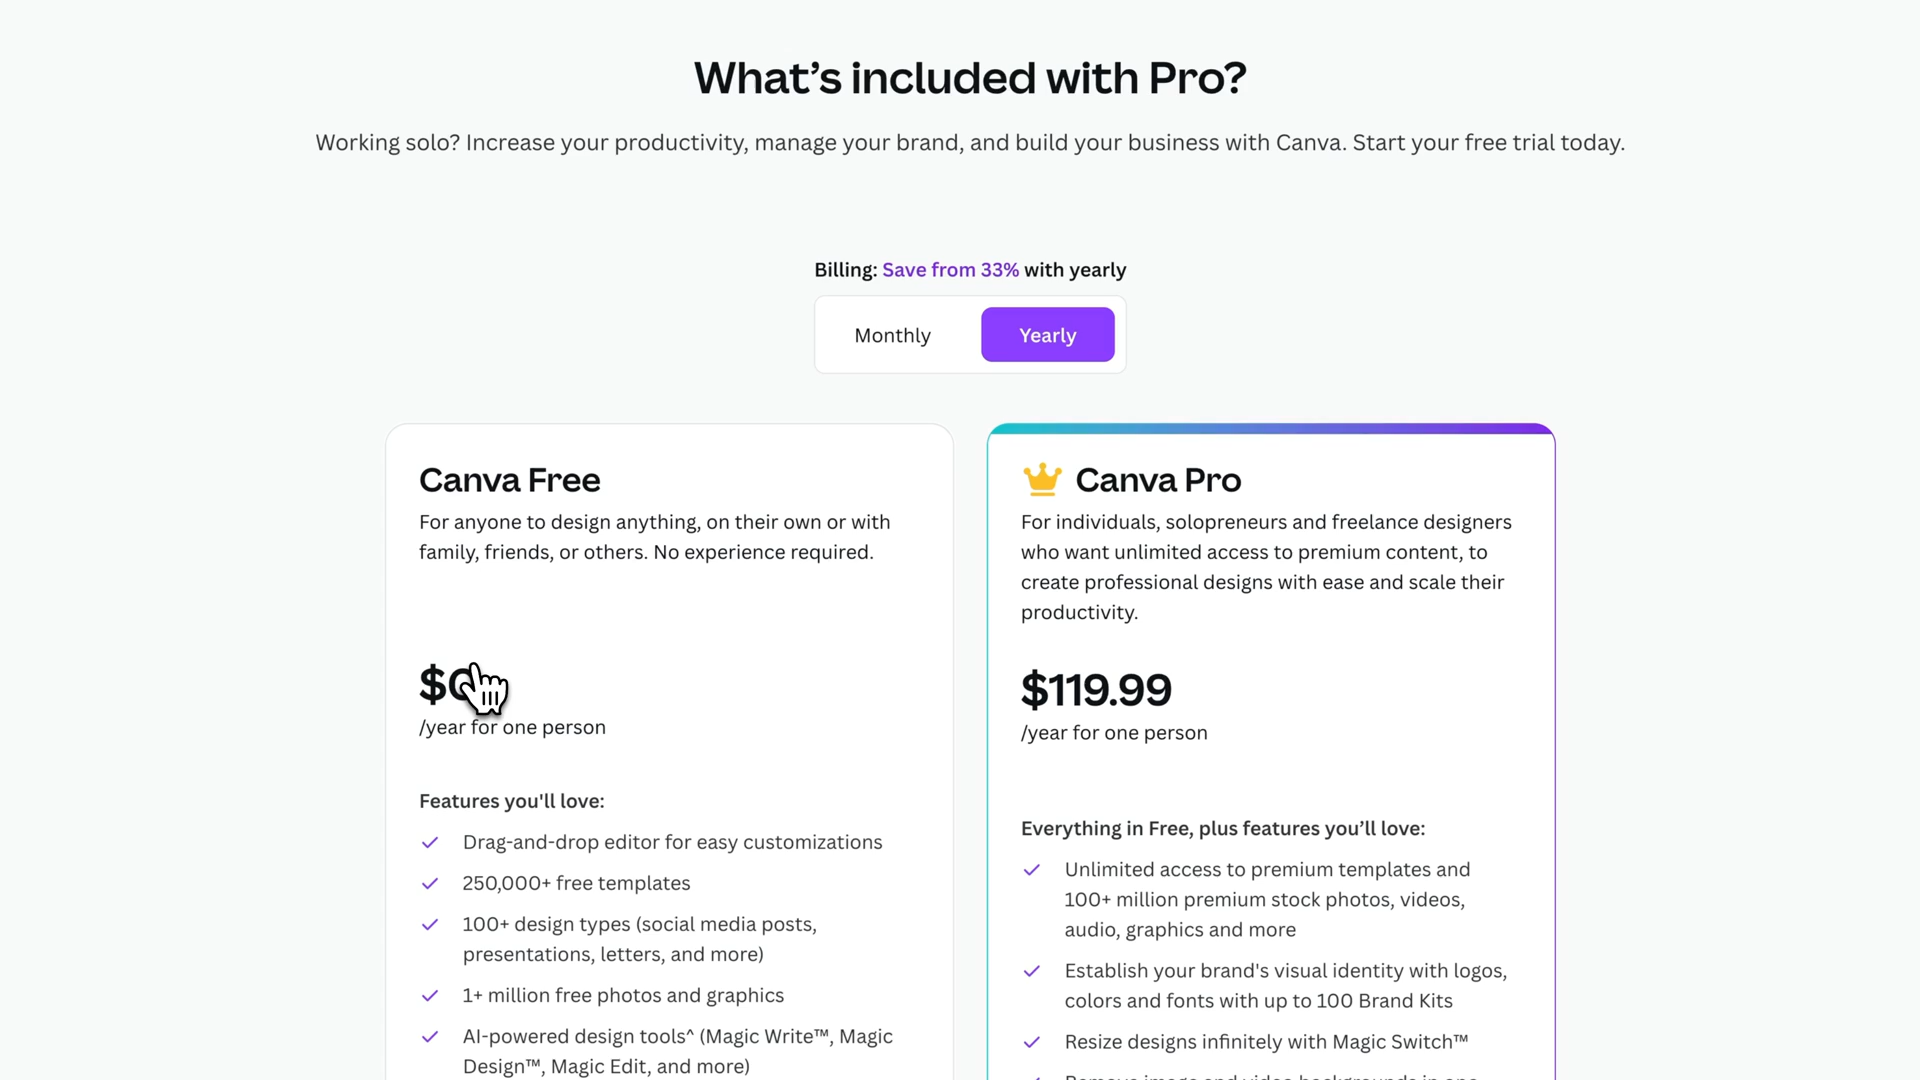 What's included with Pro?
Working solo? Increase your productivity, manage your brand, and build your business with Canva. Start your free trial today.
Billing: Save from 33% with yearly
Monthly
Yearly
Canva Free
For anyone to design anything, on their own or with
family, friends, or others. No experience required.
/year for one person
Features you'll love:
Drag-and-drop editor for easy customizations
250,000+ free templates
100+ design types (social media posts,
presentations, letters, and more)
1+ million free photos and graphics
AI-powered design tools^ (Magic Write™, Magic
Design™, Magic Edit, and more)
Canva Pro
For individuals, solopreneurs and freelance designers
who want unlimited access to premium content, to
create professional designs with ease and scale their
productivity.
$119.99
/year for one person
Everything in Free, plus features you’ll love:
Unlimited access to premium templates and
100+ million premium stock photos, videos,
audio, graphics and more
Establish your brand's visual identity with logos,
colors and fonts with up to 100 Brand Kits
Resize designs infinitely with Magic Switch™